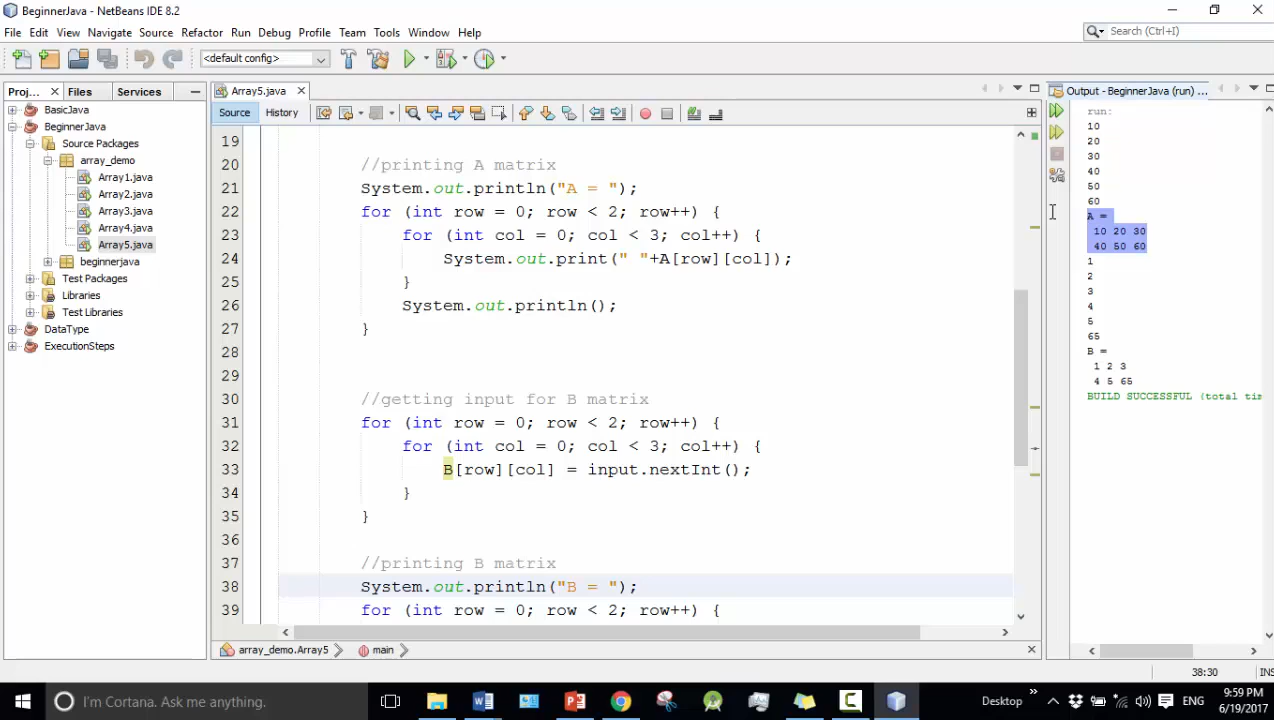 BeginnerJava - NetBeans IDE 8.2
File Edit View Navigate Source Refactor Run Debug Profile Team Tools Window Help
Search (Ctrl+I)
<default config>
Proj... Files Services
BasicJava
BeginnerJava
Source Packages
array_demo
Array1.java
Array2.java
Array3.java
Array4.java
Array5.java
beginnerjava
Test Packages
Libraries
Test Libraries
DataType
ExecutionSteps
Array5.java
Source History
19
20 //printing A matrix
21 System.out.println("A = ");
22 for (int row = 0; row < 2; row++) {
23 for (int col = 0; col < 3; col++) {
24 System.out.print(" "+A[row][col]);
25 }
26 System.out.println();
27 }
28
29
30 //getting input for B matrix
31 for (int row = 0; row < 2; row++) {
32 for (int col = 0; col < 3; col++) {
33 B[row][col] = input.nextInt();
34 }
35 }
36
37 //printing B matrix
38 System.out.println("B = ");
39 for (int row = 0; row < 2; row++) {
array_demo.Array5 main
Output - BeginnerJava (run) ...
run:
10
20
30
40
50
60
A =
10 20 30
40 50 60
1
2
3
4
5
65
B =
1 2 3
4 5 65
BUILD SUCCESSFUL (total tim
38:30 INS
I'm Cortana. Ask me anything.
Desktop
ENG
9:59 PM
6/19/2017